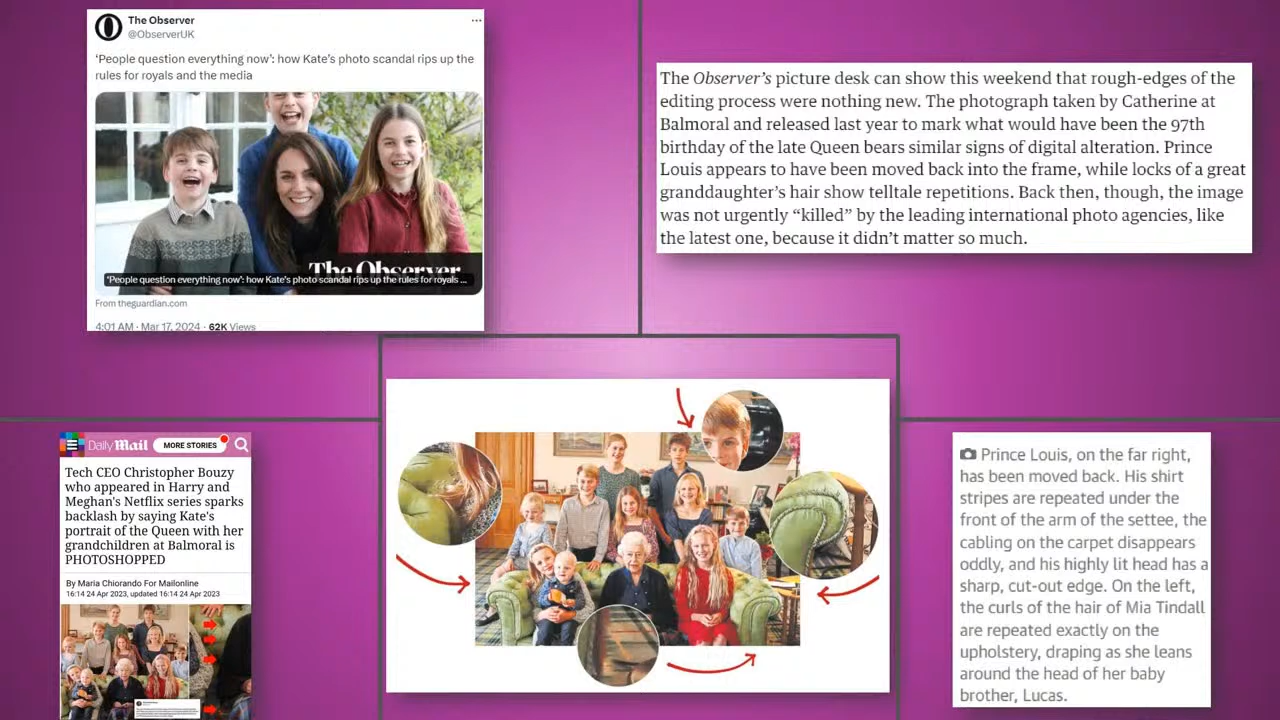 The Observer
@ObserverUK
‘People question everything now’: how Kate’s photo scandal rips up the
rules for royals and the media
The Observer
‘People question everything now’: how Kate’s photo scandal rips up the rules for royals ...
From theguardian.com
4:01 AM · Mar 17, 2024 · 62K Views
The Observer’s picture desk can show this weekend that rough-edges of the
editing process were nothing new. The photograph taken by Catherine at
Balmoral and released last year to mark what would have been the 97th
birthday of the late Queen bears similar signs of digital alteration. Prince
Louis appears to have been moved back into the frame, while locks of a great
granddaughter’s hair show telltale repetitions. Back then, though, the image
was not urgently “killed” by the leading international photo agencies, like
the latest one, because it didn’t matter so much.
Daily Mail MORE STORIES
Tech CEO Christopher Bouzy
who appeared in Harry and
Meghan's Netflix series sparks
backlash by saying Kate's
portrait of the Queen with her
grandchildren at Balmoral is
PHOTOSHOPPED
By Maria Chiorando For Mailonline
16:14 24 Apr 2023, updated 16:14 24 Apr 2023
Prince Louis, on the far right,
has been moved back. His shirt
stripes are repeated under the
front of the arm of the settee, the
cabling on the carpet disappears
oddly, and his highly lit head has a
sharp, cut-out edge. On the left,
the curls of the hair of Mia Tindall
are repeated exactly on the
upholstery, draping as she leans
around the head of her baby
brother, Lucas.